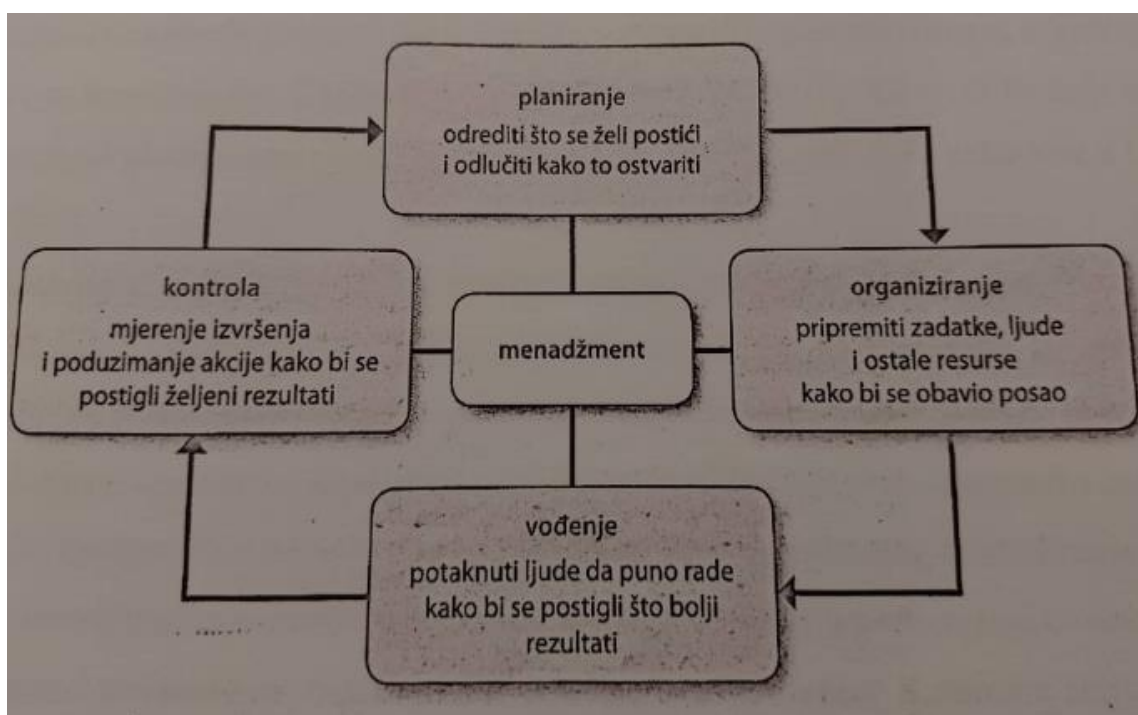 planiranje
odrediti što se želi postići
i odlučiti kako to ostvariti
kontrola
mjerenje izvršenja
i poduzimanje akcije kako bi se
postigli željeni rezultati
menadžment
organiziranje
pripremiti zadatke, ljude
i ostale resurse
kako bi se obavio posao
vođenje
potaknuti ljude da puno rade
kako bi se postigli što bolji
rezultati